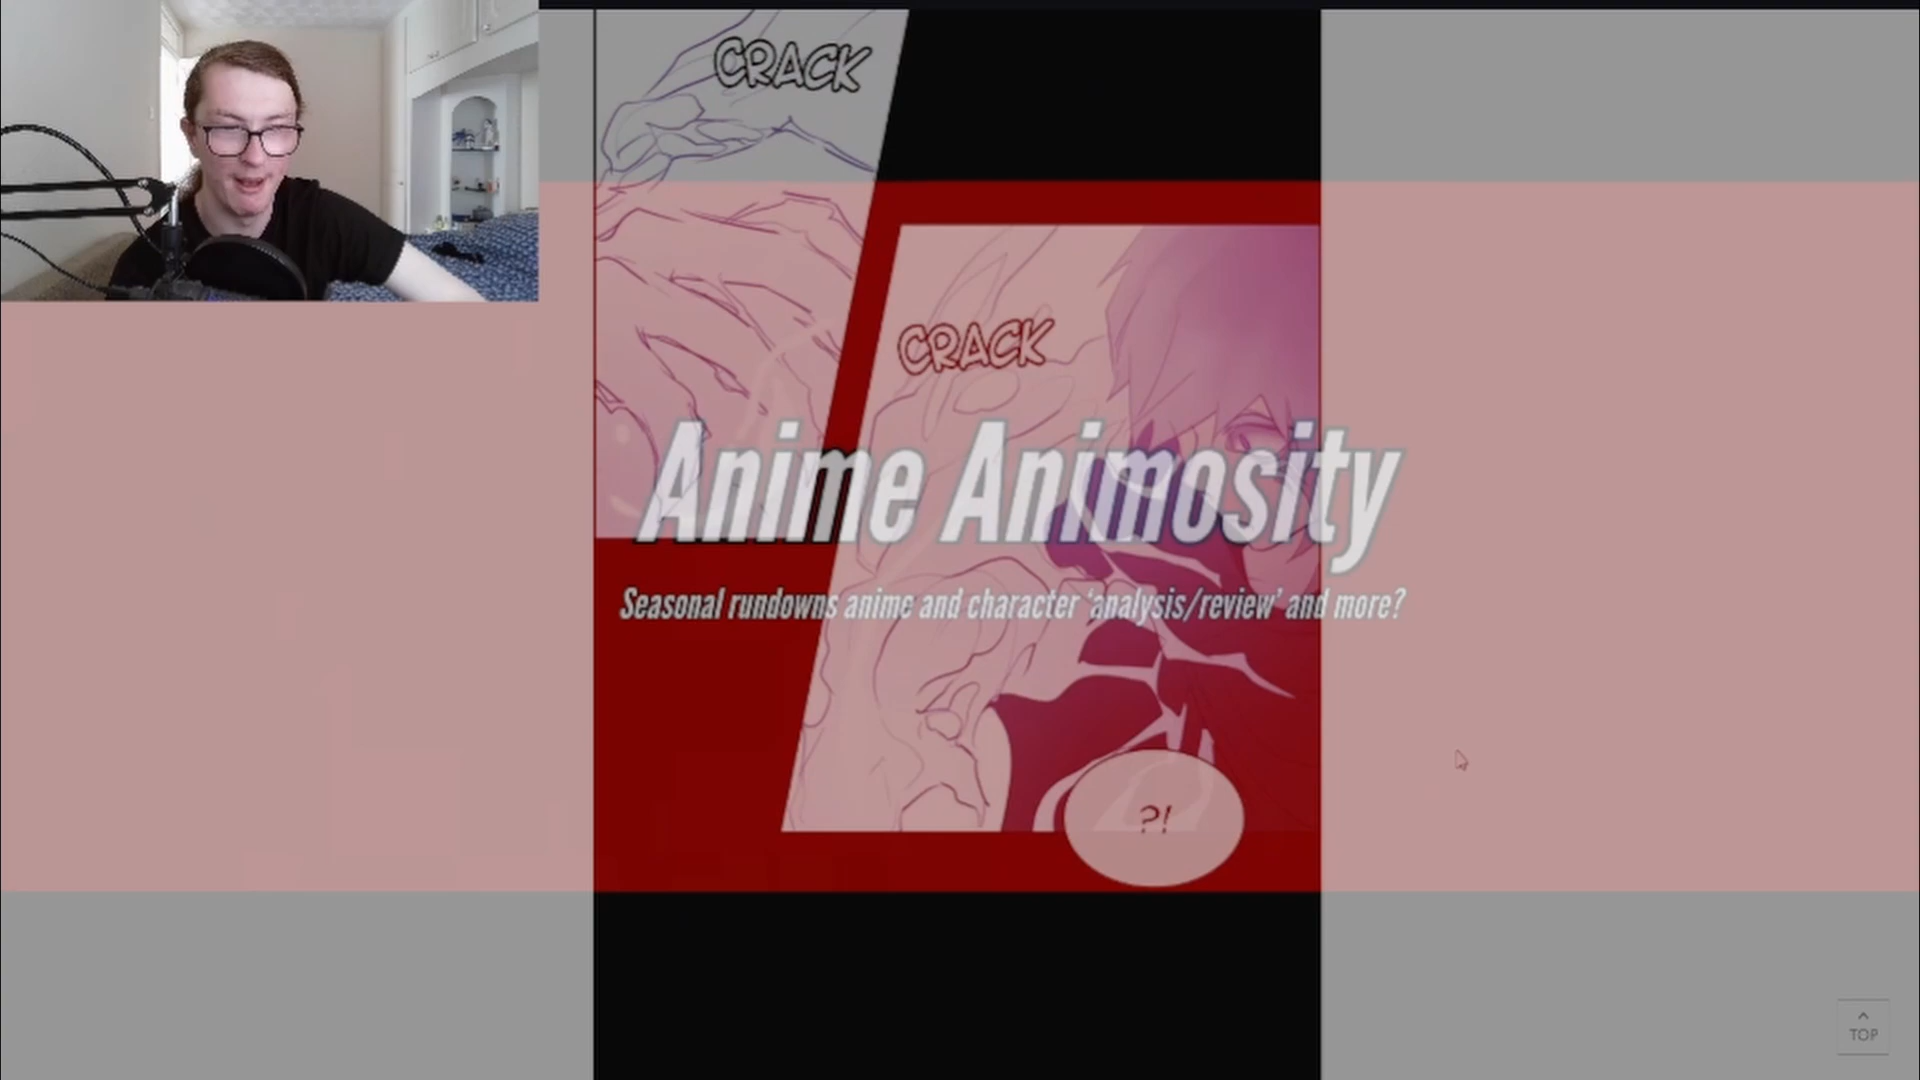 CRACK
CRACK
Anime Animosity
Seasonal rundowns anime and character 'analysis/review' and more?
?!
TOP